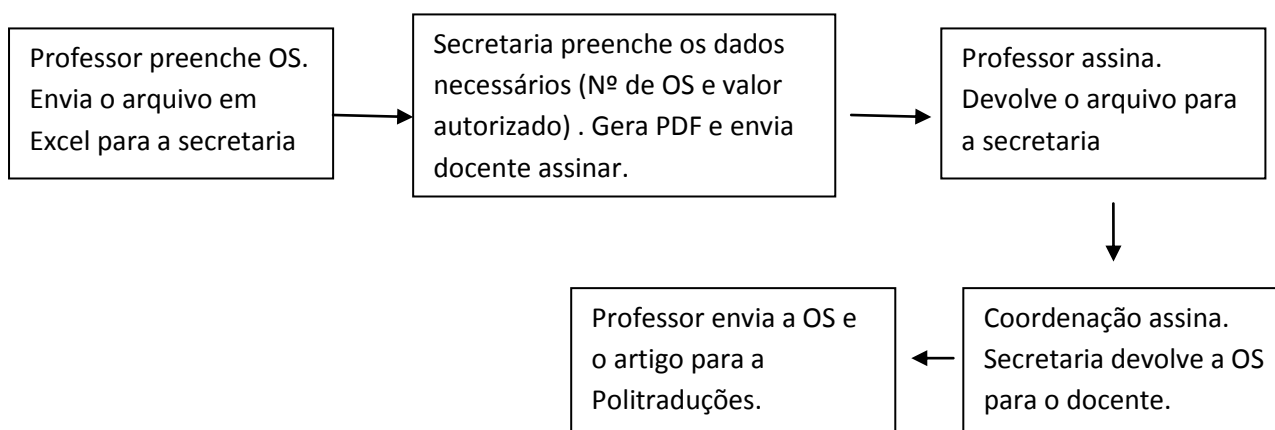 Professor preenche OS.
Envia o arquivo em
Excel para a secretaria
Secretaria preenche os dados
necessários (Nº de OS e valor
autorizado) . Gera PDF e envia
docente assinar.
Professor assina.
Devolve o arquivo para
a secretaria
Coordenação assina.
Secretaria devolve a OS
para o docente.
Professor envia a OS e
o artigo para a
Politraduções.